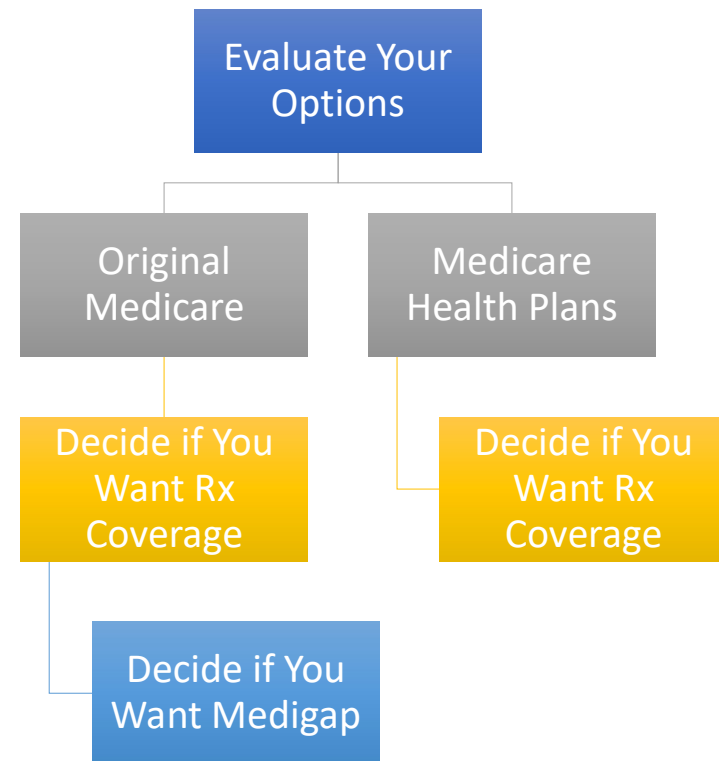 Evaluate Your
Options
Original
Medicare
Medicare
Health Plans
Decide if You
Want Rx
Coverage
Decide if You
Want Rx
Coverage
Decide if You
Want Medigap